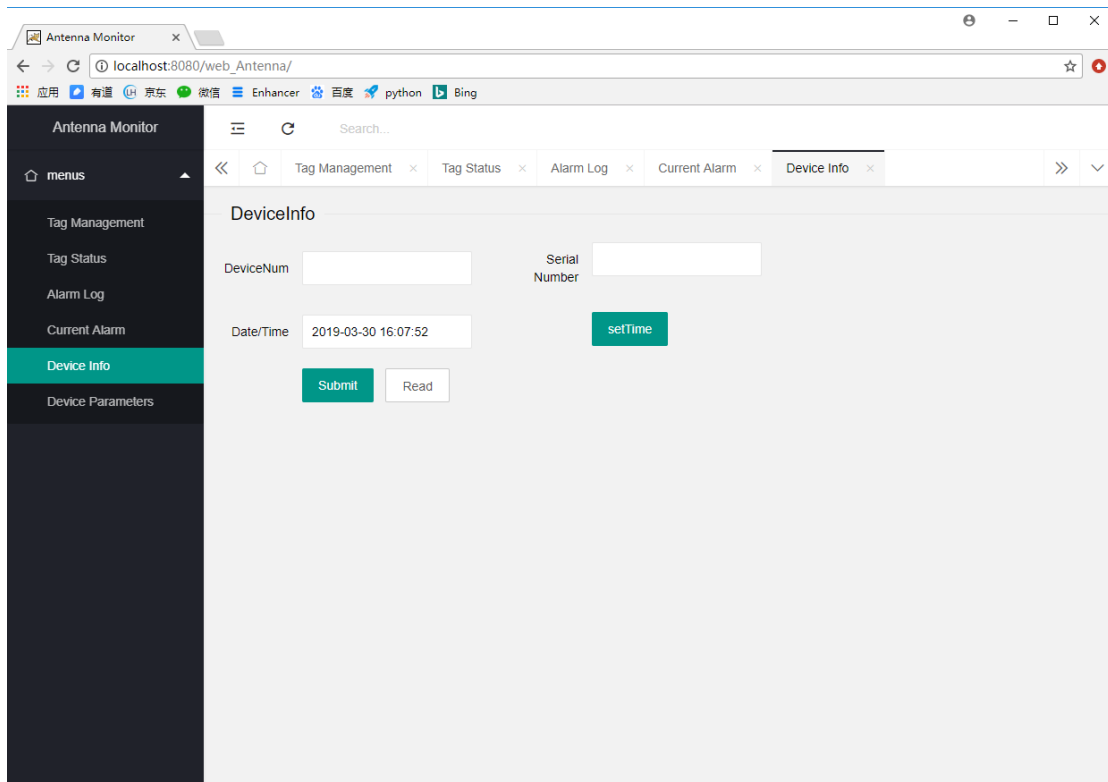 Antenna Monitor
localhost:8080/web_Antenna/
应用 有道 京东 微信 Enhancer 百度 python Bing
Antenna Monitor
Search...
menus
Tag Management Tag Status Alarm Log Current Alarm Device Info
Tag Management
Tag Status
Alarm Log
Current Alarm
Device Info
Device Parameters
DeviceInfo
DeviceNum
Serial
Number
Date/Time 2019-03-30 16:07:52 setTime
Submit Read